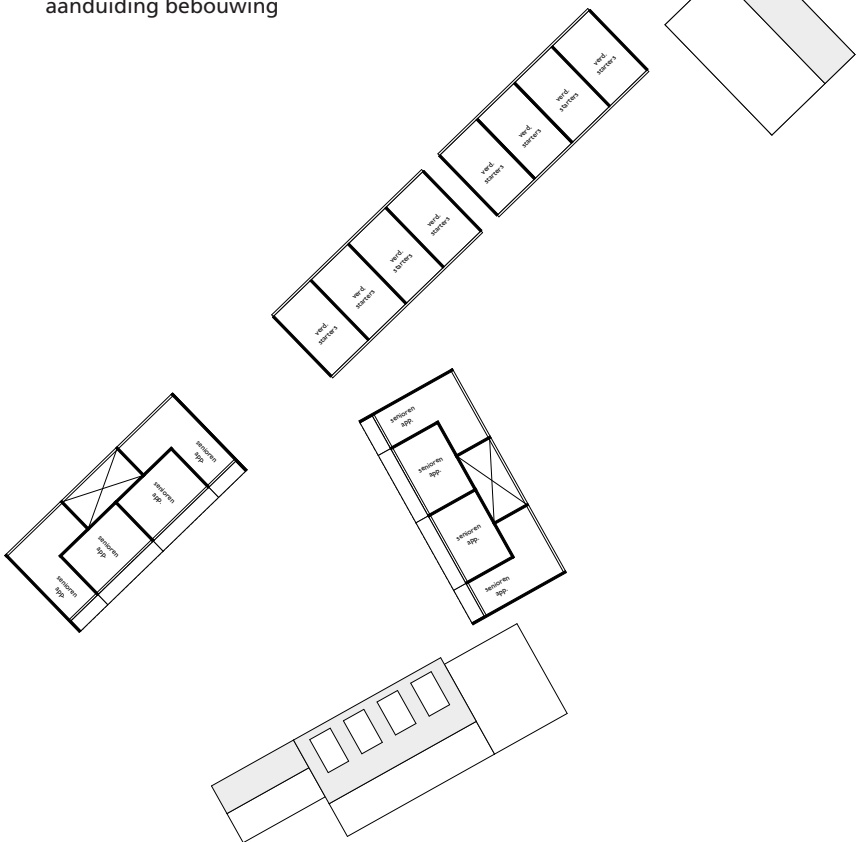 aanduiding bebouwing
verd.
starters
verd.
starters
verd.
starters
verd.
starters
verd.
starters
verd.
starters
verd.
starters
verd.
starters
senioren
app.
senioren
app.
senioren
app.
senioren
app.
senioren
app.
senioren
app.
senioren
app.
senioren
app.